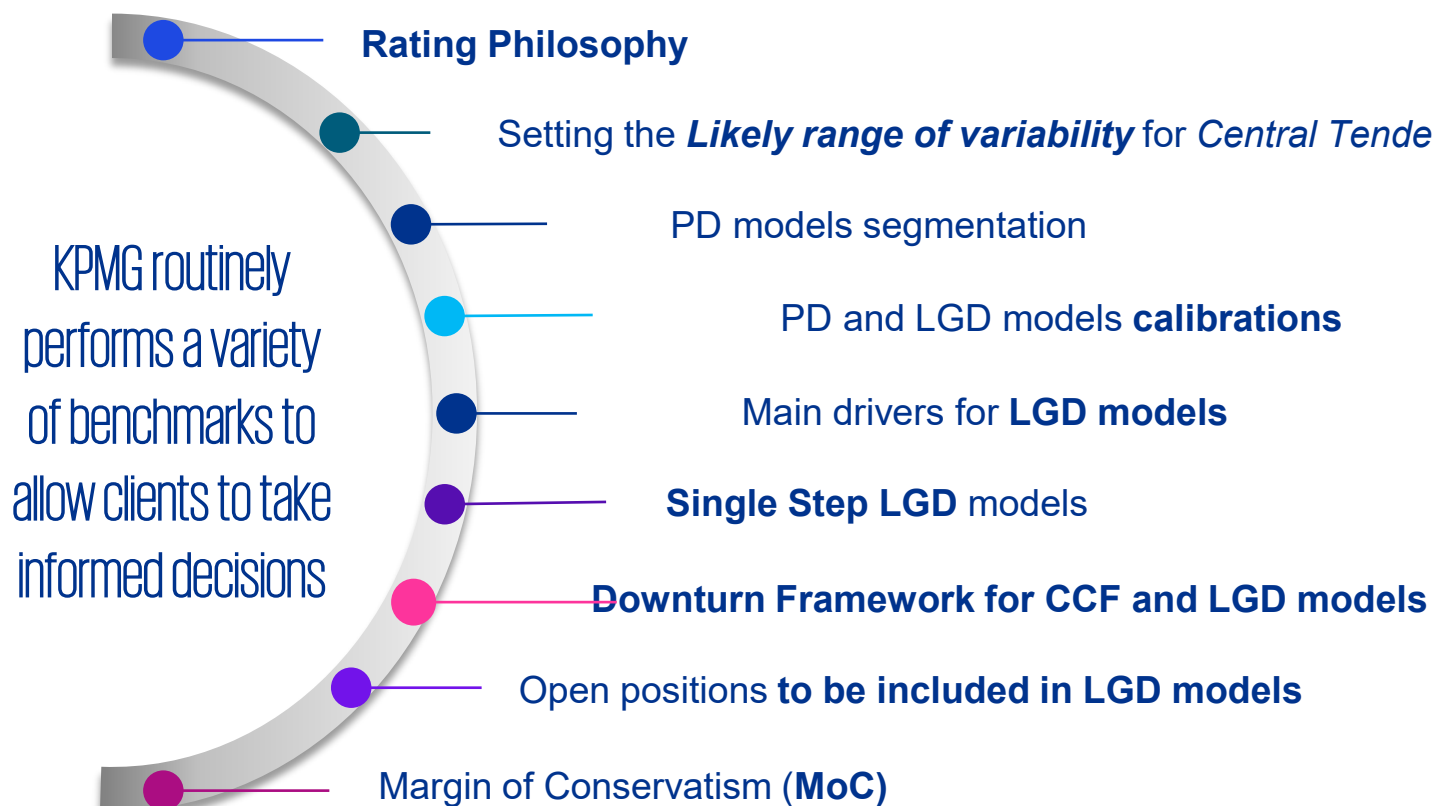 Rating Philosophy
Setting the Likely range of variability for Central Tende
PD models segmentation
KPMG routinely
performs a variety
of benchmarks to
allow clients to take
informed decisions
PD and LGD models calibrations
Main drivers for LGD models
Single Step LGD models
Downturn Framework for CCF and LGD models
Open positions to be included in LGD models
Margin of Conservatism (MoC)